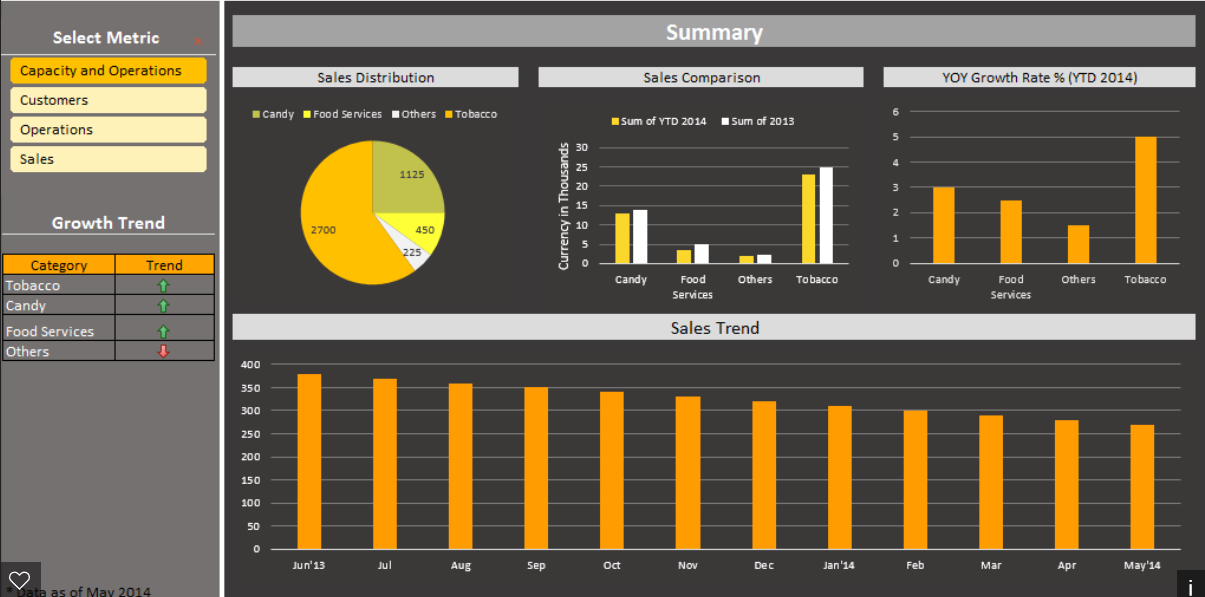 Select Metric
Capacity and Operations
Customers
Operations
Sales
Growth Trend
Category Trend
Tobacco
Candy
Food Services
Others
* Data as of May 2014
Summary
Sales Distribution
Candy Food Services Others Tobacco
1125
450
225
2700
Sales Comparison
Sum of YTD 2014 Sum of 2013
Currency in Thousands
30
25
20
15
10
5
0
Candy Food Services Others Tobacco
YOY Growth Rate % (YTD 2014)
6
5
4
3
2
1
0
Candy Food Services Others Tobacco
Sales Trend
400
350
300
250
200
150
100
50
0
Jun'13 Jul Aug Sep Oct Nov Dec Jan'14 Feb Mar Apr May'14
i